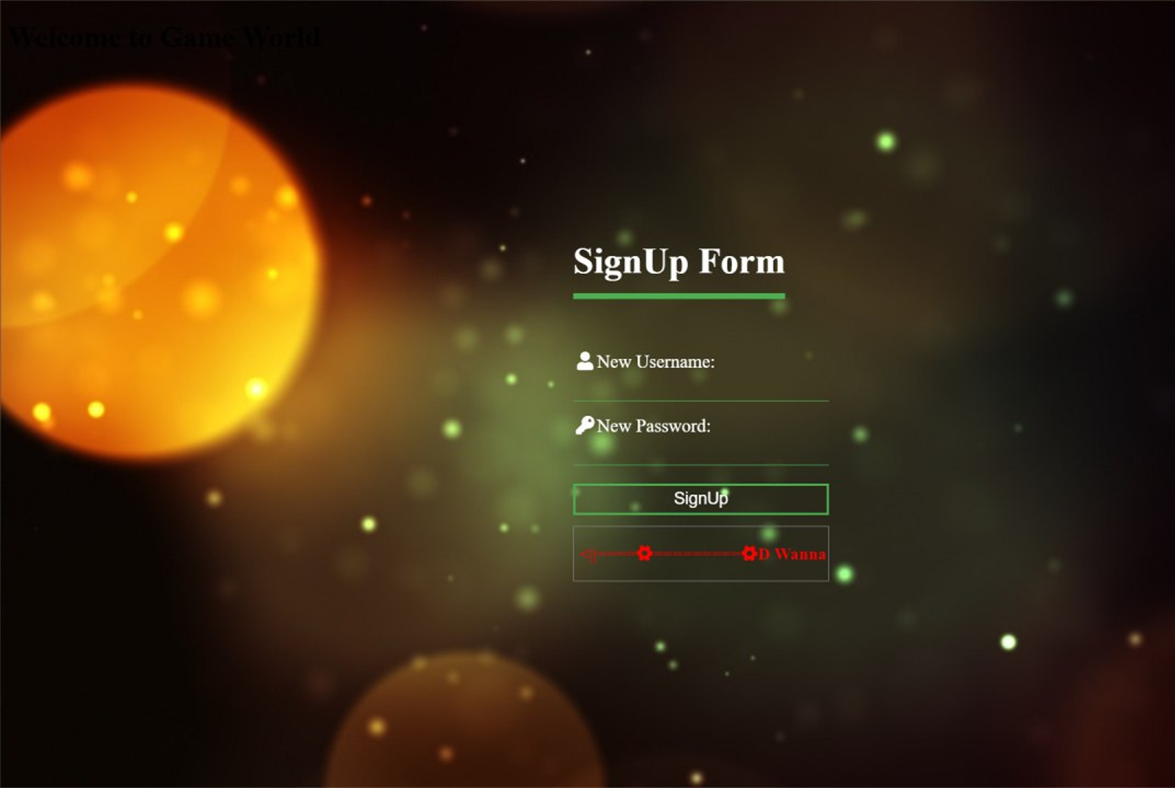 Welcome to Game World
SignUp Form
New Username:
New Password:
SignUp
D Wanna